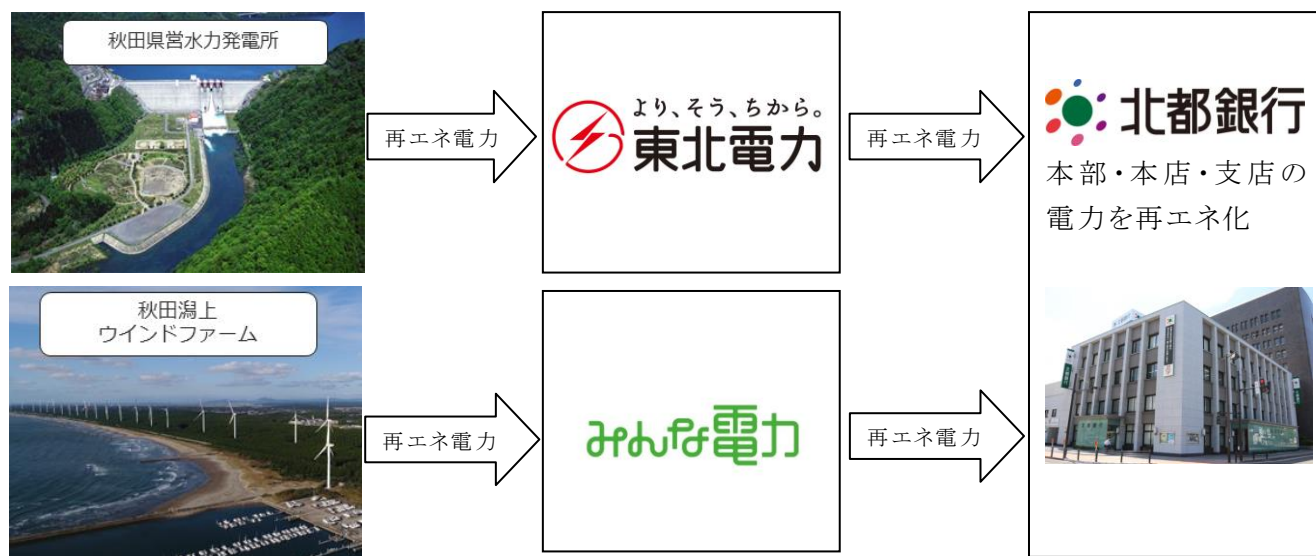 秋田県営水力発電所
再エネ電力
より、そう、ちから。
東北電力
再エネ電力
北都銀行
本部・本店・支店の
電力を再エネ化
秋田潟上
ウインドファーム
再エネ電力
みんな電力
再エネ電力